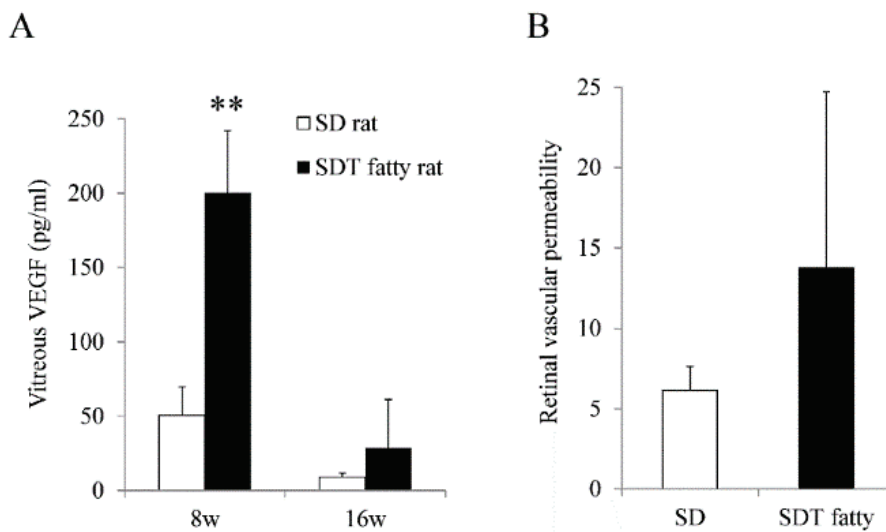 A
Vitreous VEGF (pg/ml)
250
200
150
100
50
0
**
SD rat
SDT fatty rat
8w
16w
B
Retinal vascular permeability
25
20
15
10
5
0
SD
SDT fatty